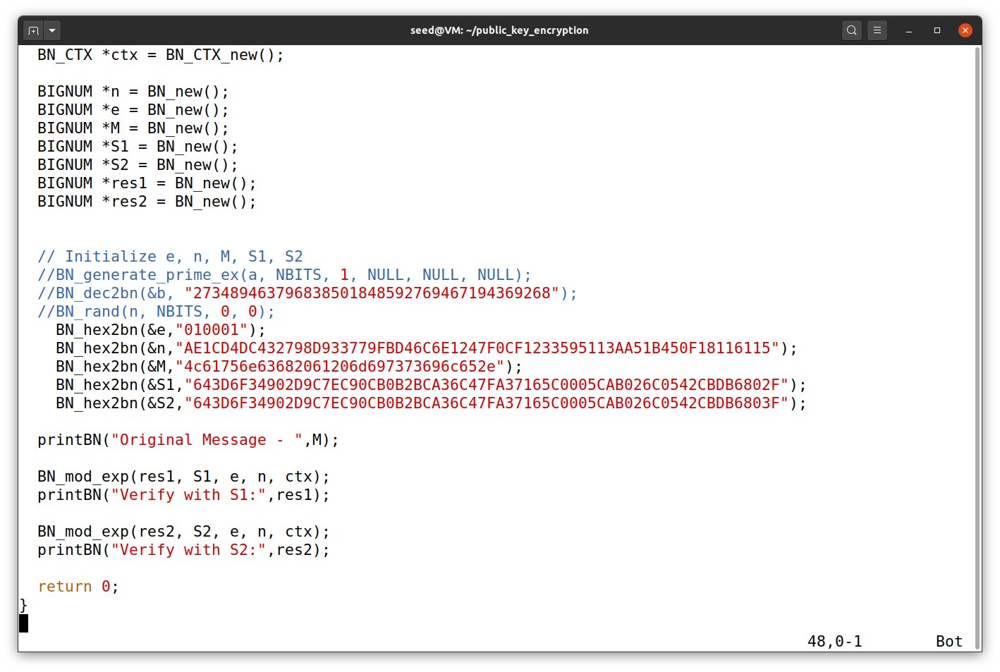 seed@VM: ~/public_key_encryption
  BN_CTX *ctx = BN_CTX_new();

  BIGNUM *n = BN_new();
  BIGNUM *e = BN_new();
  BIGNUM *M = BN_new();
  BIGNUM *S1 = BN_new();
  BIGNUM *S2 = BN_new();
  BIGNUM *res1 = BN_new();
  BIGNUM *res2 = BN_new();

  // Initialize e, n, M, S1, S2
  //BN_generate_prime_ex(a, NBITS, 1, NULL, NULL, NULL);
  //BN_dec2bn(&b, "273489463796838501848592769467194369268");
  //BN_rand(n, NBITS, 0, 0);
    BN_hex2bn(&e,"010001");
    BN_hex2bn(&n,"AE1CD4DC432798D933779FBD46C6E1247F0CF1233595113AA51B450F18116115");
    BN_hex2bn(&M,"4c61756e63682061206d697373696c652e");
    BN_hex2bn(&S1,"643D6F34902D9C7EC90CB0B2BCA36C47FA37165C0005CAB026C0542CBDB6802F");
    BN_hex2bn(&S2,"643D6F34902D9C7EC90CB0B2BCA36C47FA37165C0005CAB026C0542CBDB6803F");

  printBN("Original Message - ",M);

  BN_mod_exp(res1, S1, e, n, ctx);
  printBN("Verify with S1:",res1);

  BN_mod_exp(res2, S2, e, n, ctx);
  printBN("Verify with S2:",res2);

  return 0;
}
48,0-1 Bot